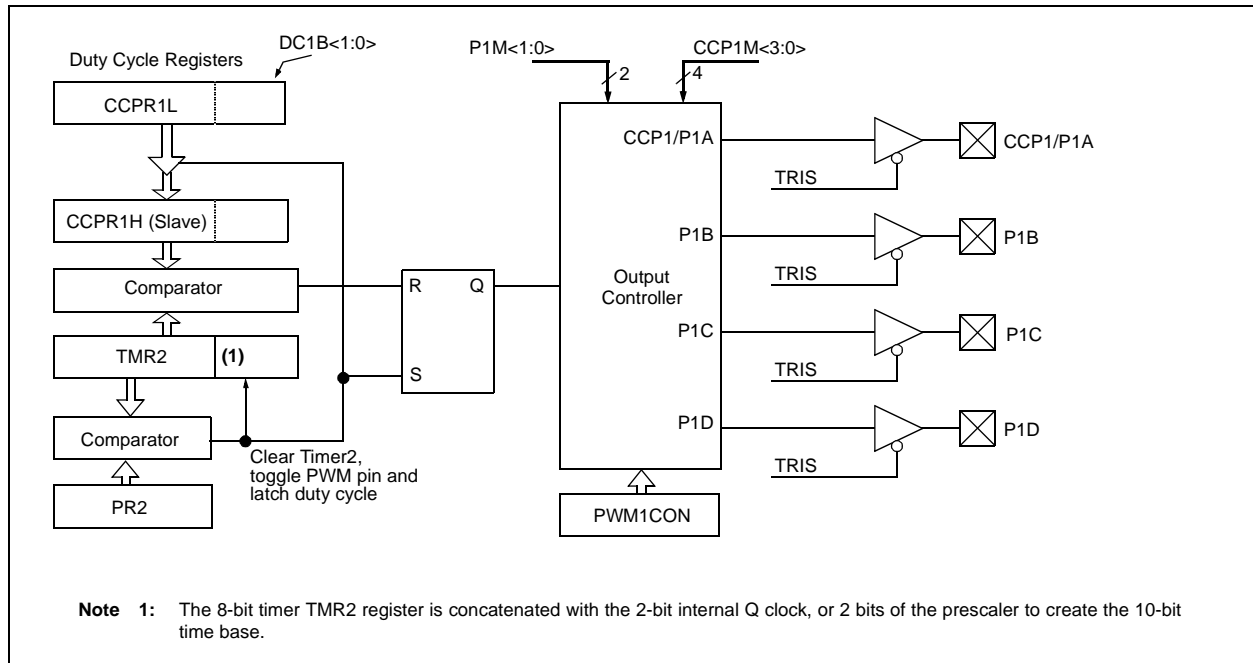 DC1B<1:0>
Duty Cycle Registers
CCPR1L
CCPR1H (Slave)
Comparator
TMR2
(1)
Comparator
PR2
Clear Timer2,
toggle PWM pin and
latch duty cycle
R
Q
S
P1M<1:0>
2
CCP1M<3:0>
4
Output
Controller
CCP1/P1A
P1B
P1C
P1D
PWM1CON
TRIS
CCP1/P1A
TRIS
P1B
TRIS
P1C
TRIS
P1D
Note 1: The 8-bit timer TMR2 register is concatenated with the 2-bit internal Q clock, or 2 bits of the prescaler to create the 10-bit
time base.